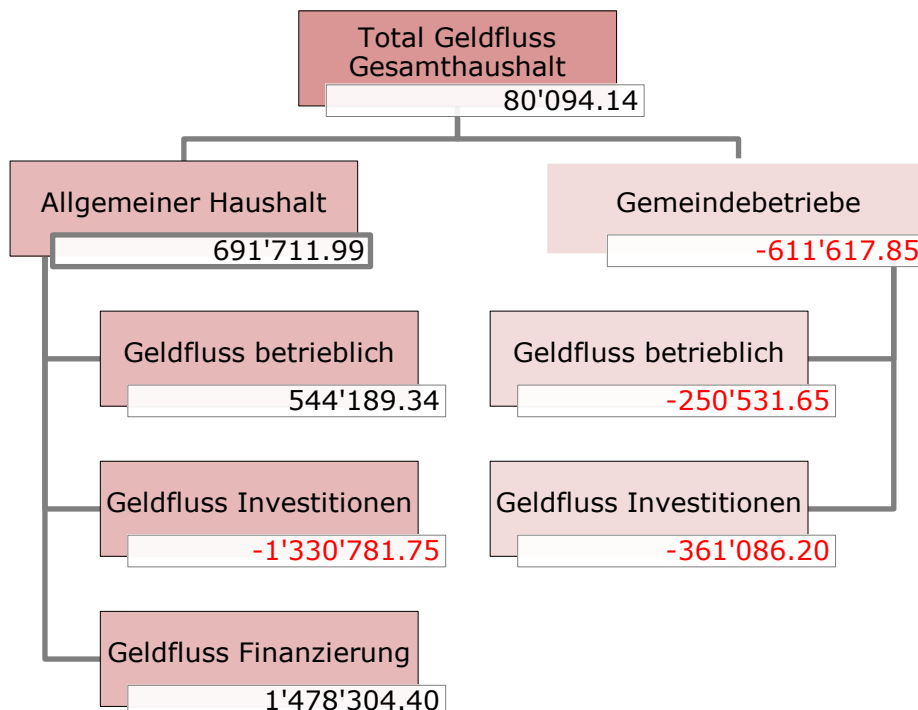 Total Geldfluss
Gesamthaushalt
80'094.14
Allgemeiner Haushalt
691'711.99
Gemeindebetriebe
-611'617.85
Geldfluss betrieblich
544'189.34
Geldfluss betrieblich
-250'531.65
Geldfluss Investitionen
-1'330'781.75
Geldfluss Investitionen
-361'086.20
Geldfluss Finanzierung
1'478'304.40